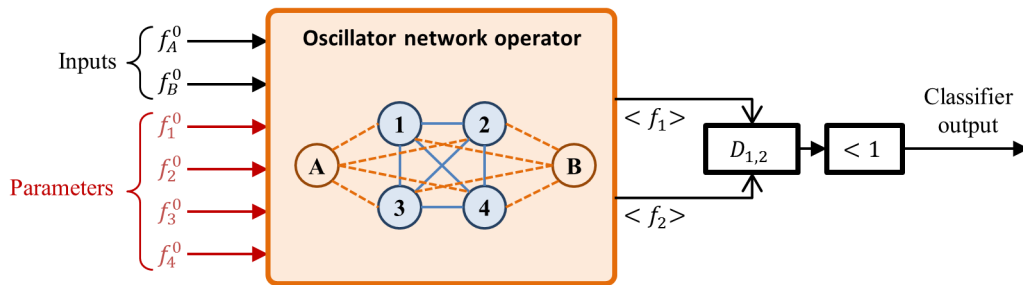 Inputs
f_A^0
f_B^0
Parameters
f_1^0
f_2^0
f_3^0
f_4^0
Oscillator network operator
1
2
A
B
3
4
< f_1 >
< f_2 >
D_{1,2}
< 1
Classifier
output